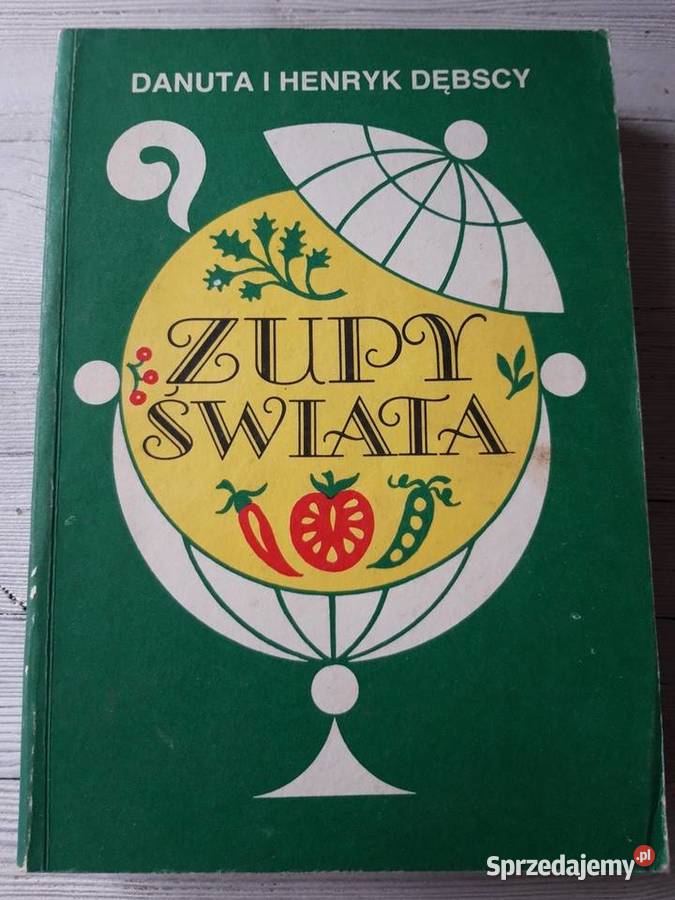 DANUTA I HENRYK DĘBSCY
ZUPY
ŚWIATA
Sprzedajemy.pl